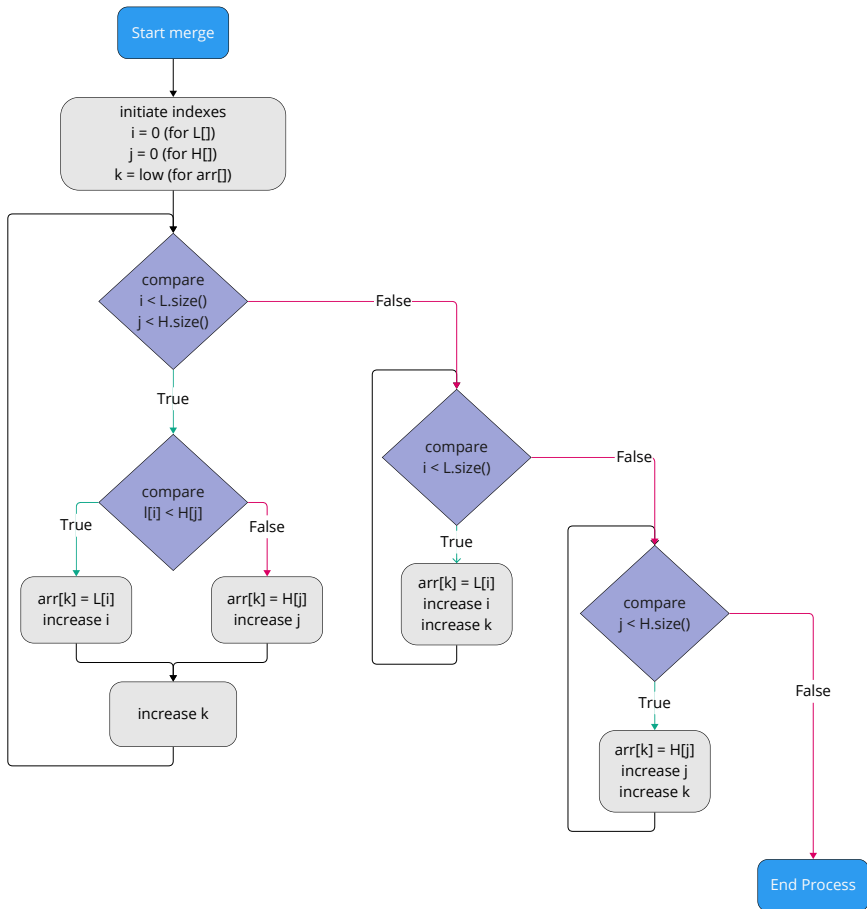 Start merge
initiate indexes
i = 0 (for L[])
j = 0 (for H[])
k = low (for arr[])
compare
i < L.size()
j < H.size()
False
True
compare
l[i] < H[j]
True
False
arr[k] = L[i]
increase i
arr[k] = H[j]
increase j
increase k
compare
i < L.size()
False
True
arr[k] = L[i]
increase i
increase k
compare
j < H.size()
False
True
arr[k] = H[j]
increase j
increase k
End Process